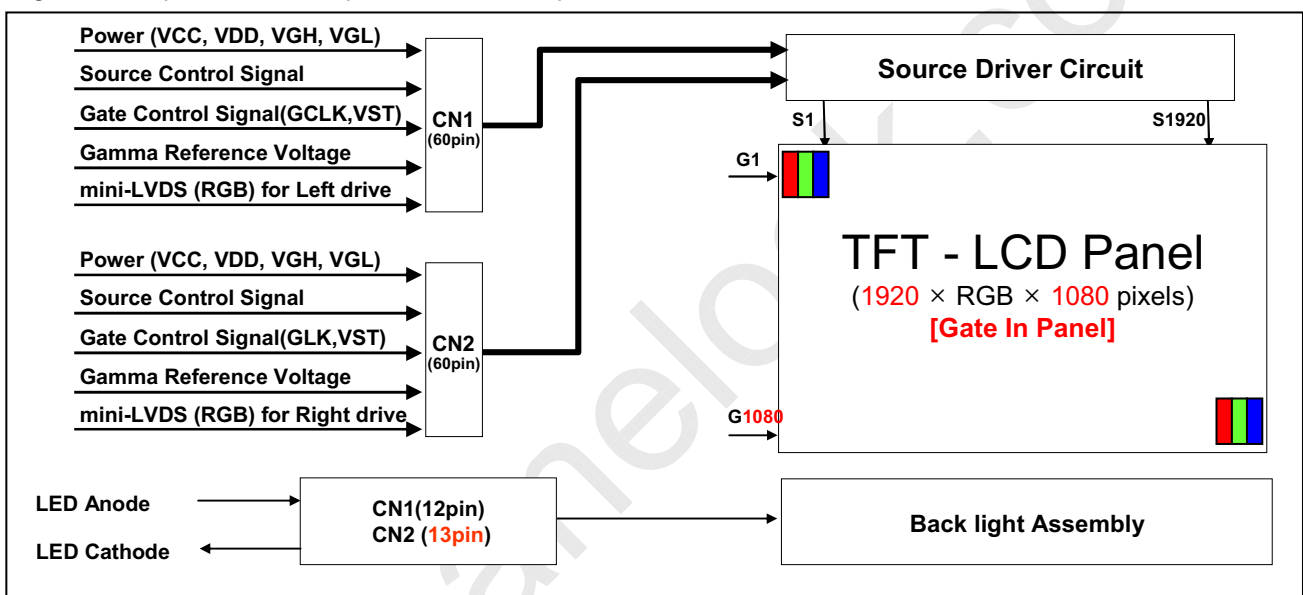 Power (VCC, VDD, VGH, VGL)
Source Control Signal
Gate Control Signal(GCLK,VST)
Gamma Reference Voltage
mini-LVDS (RGB) for Left drive
CN1
(60pin)
Power (VCC, VDD, VGH, VGL)
Source Control Signal
Gate Control Signal(GLK,VST)
Gamma Reference Voltage
mini-LVDS (RGB) for Right drive
CN2
(60pin)
Source Driver Circuit
S1
S1920
G1
TFT - LCD Panel
(1920 × RGB × 1080 pixels)
[Gate In Panel]
G1080
LED Anode
LED Cathode
CN1(12pin)
CN2 (13pin)
Back light Assembly